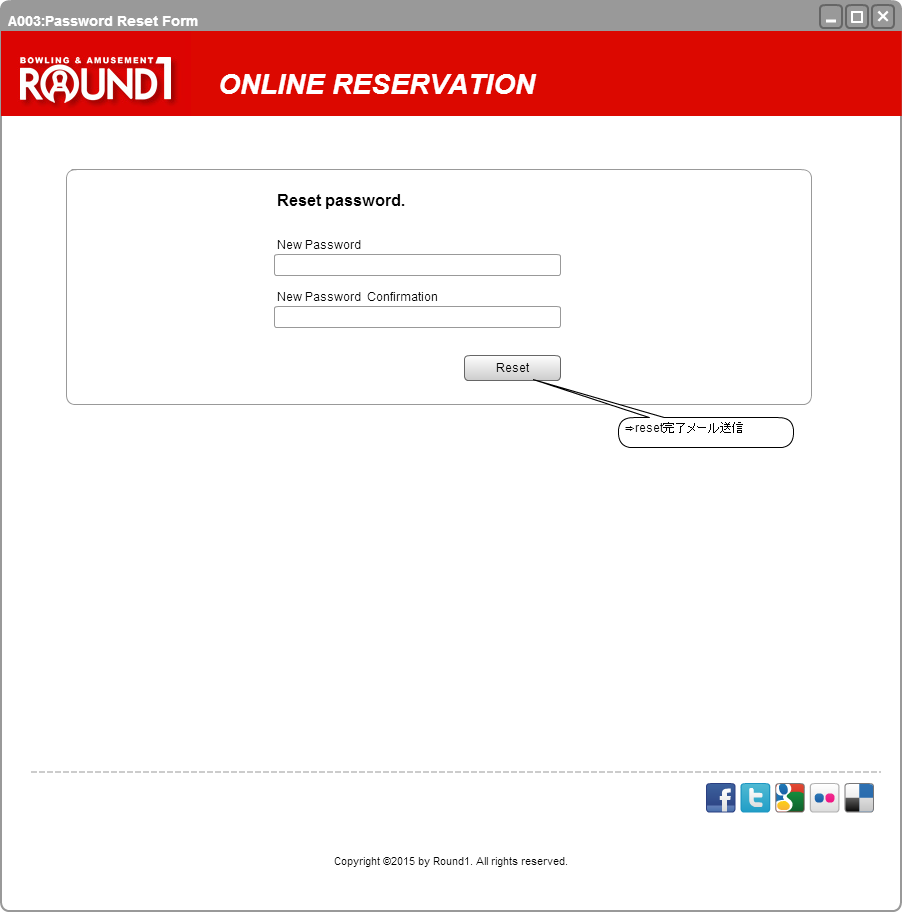 A003:Password Reset Form
BOWLING & AMUSEMENT
ROUND1
ONLINE RESERVATION
Reset password.
New Password
New Password Confirmation
Reset
⇒reset完了メール送信
f
t
g
Copyright ©2015 by Round1. All rights reserved.